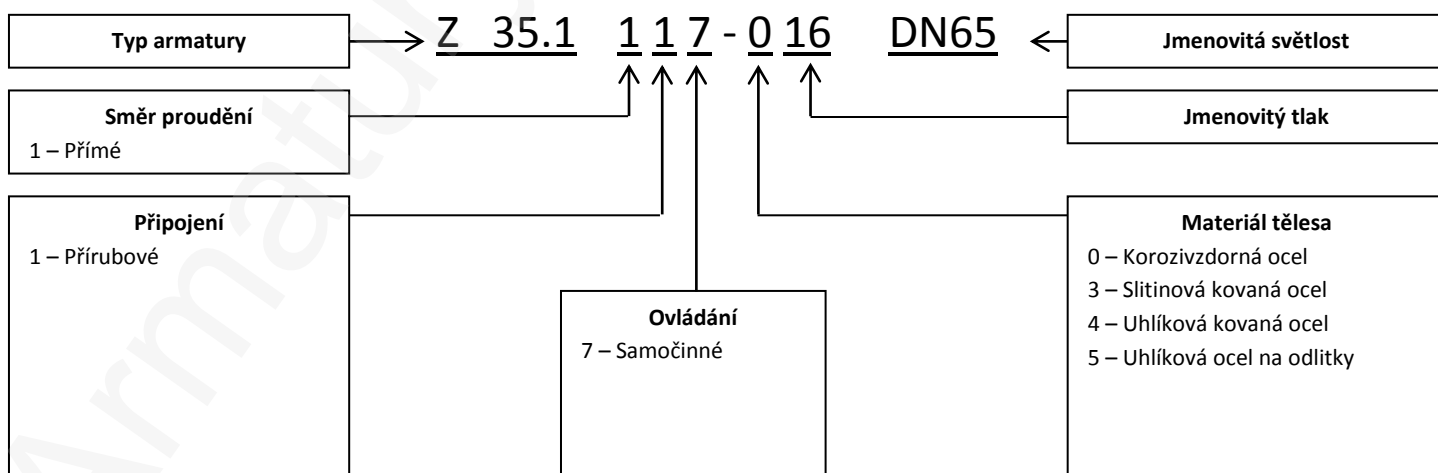 Typ armatury
Z 35.1 1 1 7 - 0 16 DN65
Jmenovitá světlost
Směr proudění
1 – Přímé
Jmenovitý tlak
Připojení
1 – Přírubové
Ovládání
7 – Samočinné
Materiál tělesa
0 – Korozivzdorná ocel
3 – Slitinová kovaná ocel
4 – Uhlíková kovaná ocel
5 – Uhlíková ocel na odlitky
Armatury